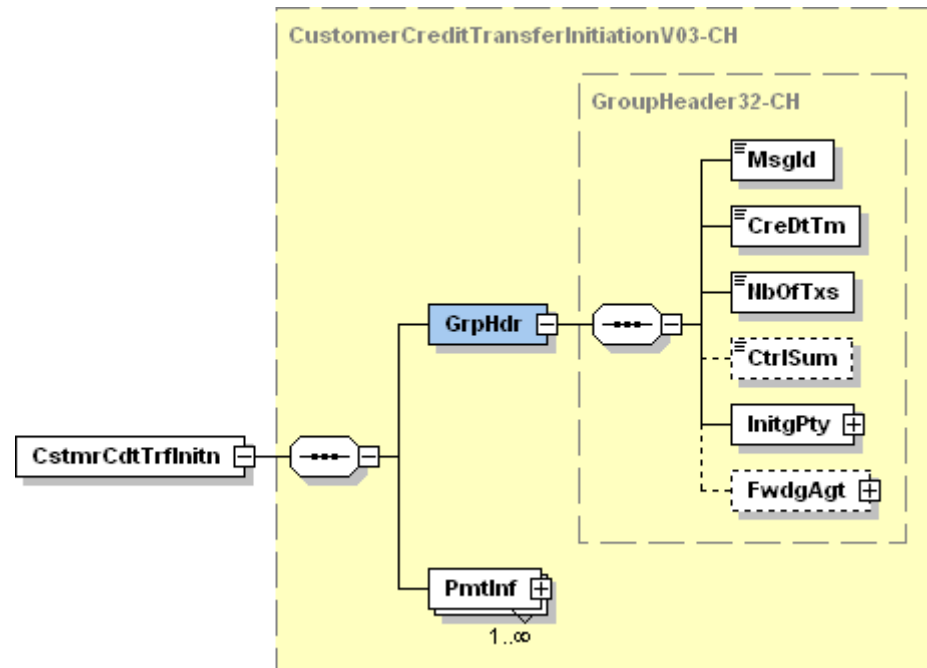 CustomerCreditTransferInitiationV03-CH
GroupHeader32-CH
MsgId
CreDtTm
NbOfTxs
GrpHdr
CtrlSum
InitgPty
CstmrCdtTrfInitn
FwdgAgt
PmtInf
1..∞